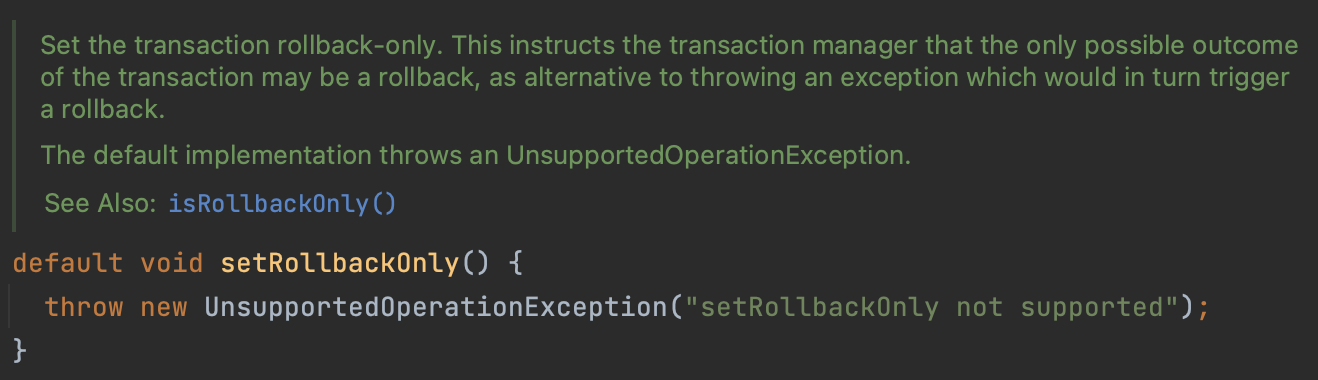 Set the transaction rollback-only. This instructs the transaction manager that the only possible outcome
of the transaction may be a rollback, as alternative to throwing an exception which would in turn trigger
a rollback.
The default implementation throws an UnsupportedOperationException.
See Also: isRollbackOnly()
default void setRollbackOnly() {
throw new UnsupportedOperationException("setRollbackOnly not supported");
}